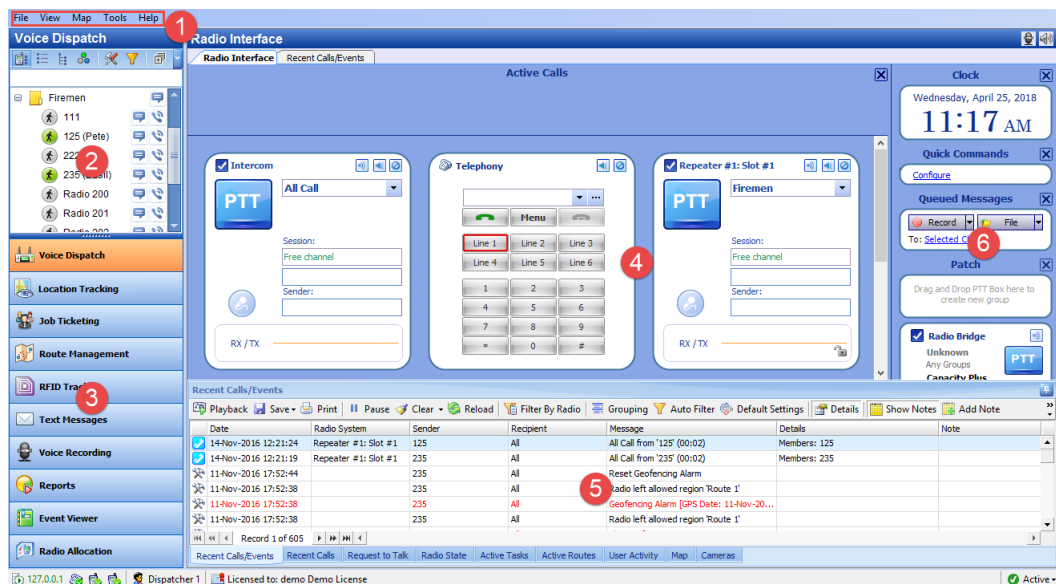 File View Map Tools Help
1
Voice Dispatch
Radio Interface
Radio Interface Recent Calls/Events
Active Calls
Firemen
111
125 (Pete)
2
235
Radio 200
Radio 201
Voice Dispatch
Location Tracking
Job Ticketing
Route Management
RFID
3
Text Messages
Voice Recording
Reports
Event Viewer
Radio Allocation
Intercom
PTT
All Call
Session:
Free channel
Sender:
RX / TX
Telephony
Menu
Line 1 Line 2 Line 3
Line 4 Line 5 Line 6
1 2 3
4 5 6
7 8 9
* 0 #
4
Repeater #1: Slot #1
PTT
Firemen
Session:
Free channel
Sender:
RX / TX
Clock
Wednesday, April 25, 2018
11:17 AM
Quick Commands
Configure
Queued Messages
Record File
To: Selected
6
Patch
Drag and Drop PTT Box here to
create new group
Radio Bridge
Unknown
Any Groups
PTT
Capacity Plus
Recent Calls/Events
Playback Save Print Pause Clear Reload Filter By Radio Grouping Auto Filter Default Settings Details Show Notes Add Note
Date Radio System Sender Recipient Message Details Note
14-Nov-2016 12:21:24 Repeater #1: Slot #1 125 All All Call from '125' (00:02) Members: 125
14-Nov-2016 12:21:19 Repeater #1: Slot #1 235 All All Call from '235' (00:02) Members: 235
11-Nov-2016 17:52:44 235 All Reset Geofencing Alarm
11-Nov-2016 17:52:38 235 All Radio left allowed region 'Route 1'
5
11-Nov-2016 17:52:38 235 All Geofencing Alarm [GPS Date: 11-Nov-20...
11-Nov-2016 17:52:38 235 All Radio left allowed region 'Route 1'
Record 1 of 605
Recent Calls/Events Recent Calls Request to Talk Radio State Active Tasks Active Routes User Activity Map Cameras
127.0.0.1 Dispatcher 1 Licensed to: demo Demo License Active